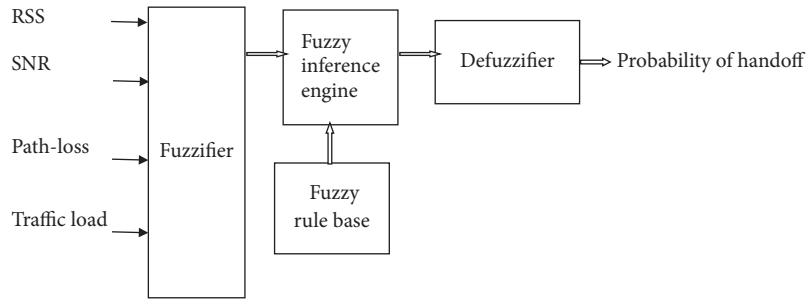 RSS
SNR
Path-loss
Traffic load
Fuzzifier
Fuzzy
inference
engine
Fuzzy
rule base
Defuzzifier
Probability of handoff